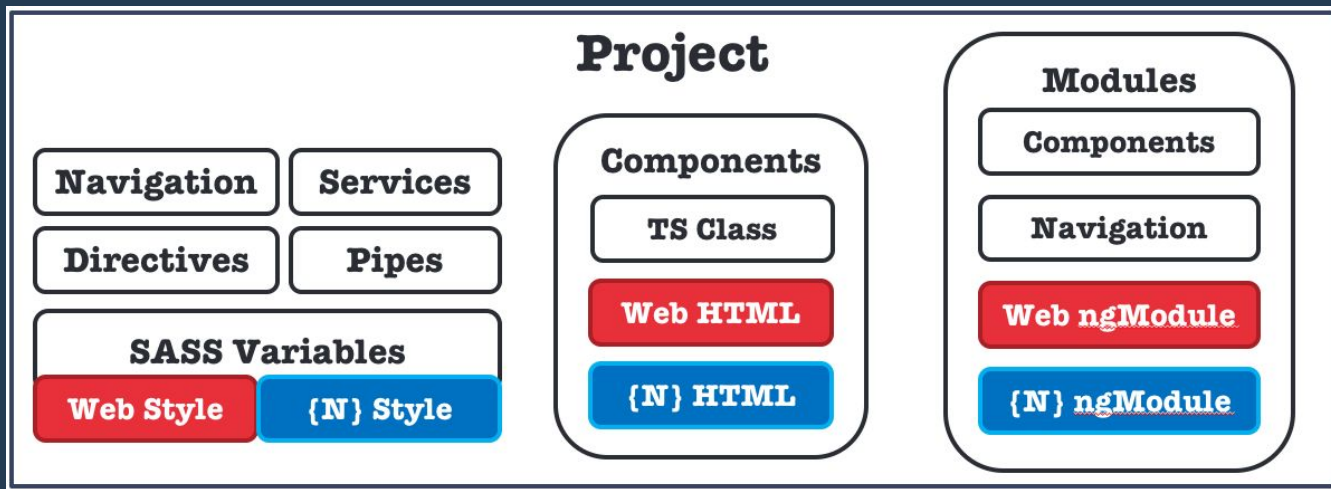 Project
Navigation
Services
Directives
Pipes
SASS Variables
Web Style
{N} Style
Components
TS Class
Web HTML
{N} HTML
Modules
Components
Navigation
Web ngModule
{N} ngModule